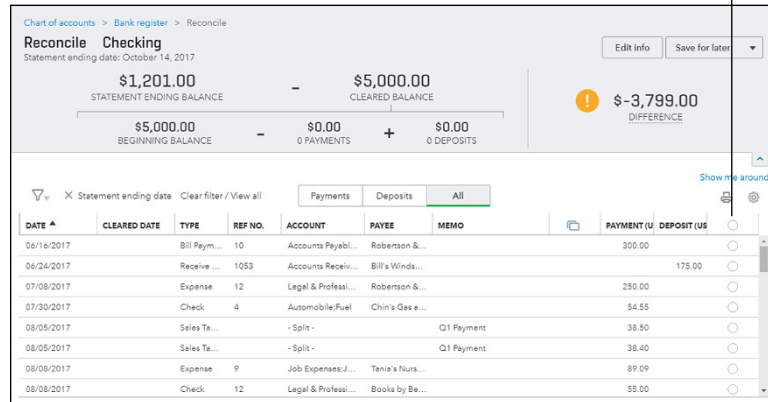 Chart of accounts > Bank register > Reconcile
Reconcile Checking
Statement ending date: October 14, 2017
Edit info Save for later
$1,201.00 - $5,000.00
STATEMENT ENDING BALANCE CLEARED BALANCE
! $-3,799.00
DIFFERENCE
$5,000.00 - $0.00 + $0.00
BEGINNING BALANCE 0 PAYMENTS 0 DEPOSITS
Show me around
Statement ending date Clear filter / View all Payments Deposits All
DATE CLEARED DATE TYPE REF NO. ACCOUNT PAYEE MEMO PAYMENT (U DEPOSIT (US
06/16/2017 Bill Paym... 10 Accounts Payabl... Robertson &... 300.00
06/24/2017 Receive ... 1053 Accounts Receiv... Bill's Winds... 175.00
07/08/2017 Expense 12 Legal & Professi... Robertson &... 250.00
07/30/2017 Check 4 Automobile:Fuel Chin's Gas a... 54.55
08/05/2017 Sales Ta... - Split - Q1 Payment 38.50
08/05/2017 Sales Ta... - Split - Q1 Payment 38.40
08/08/2017 Expense 9 Job Expenses:J... Tania's Nurs... 89.09
08/08/2017 Check 12 Legal & Professi... Books by Be... 55.00